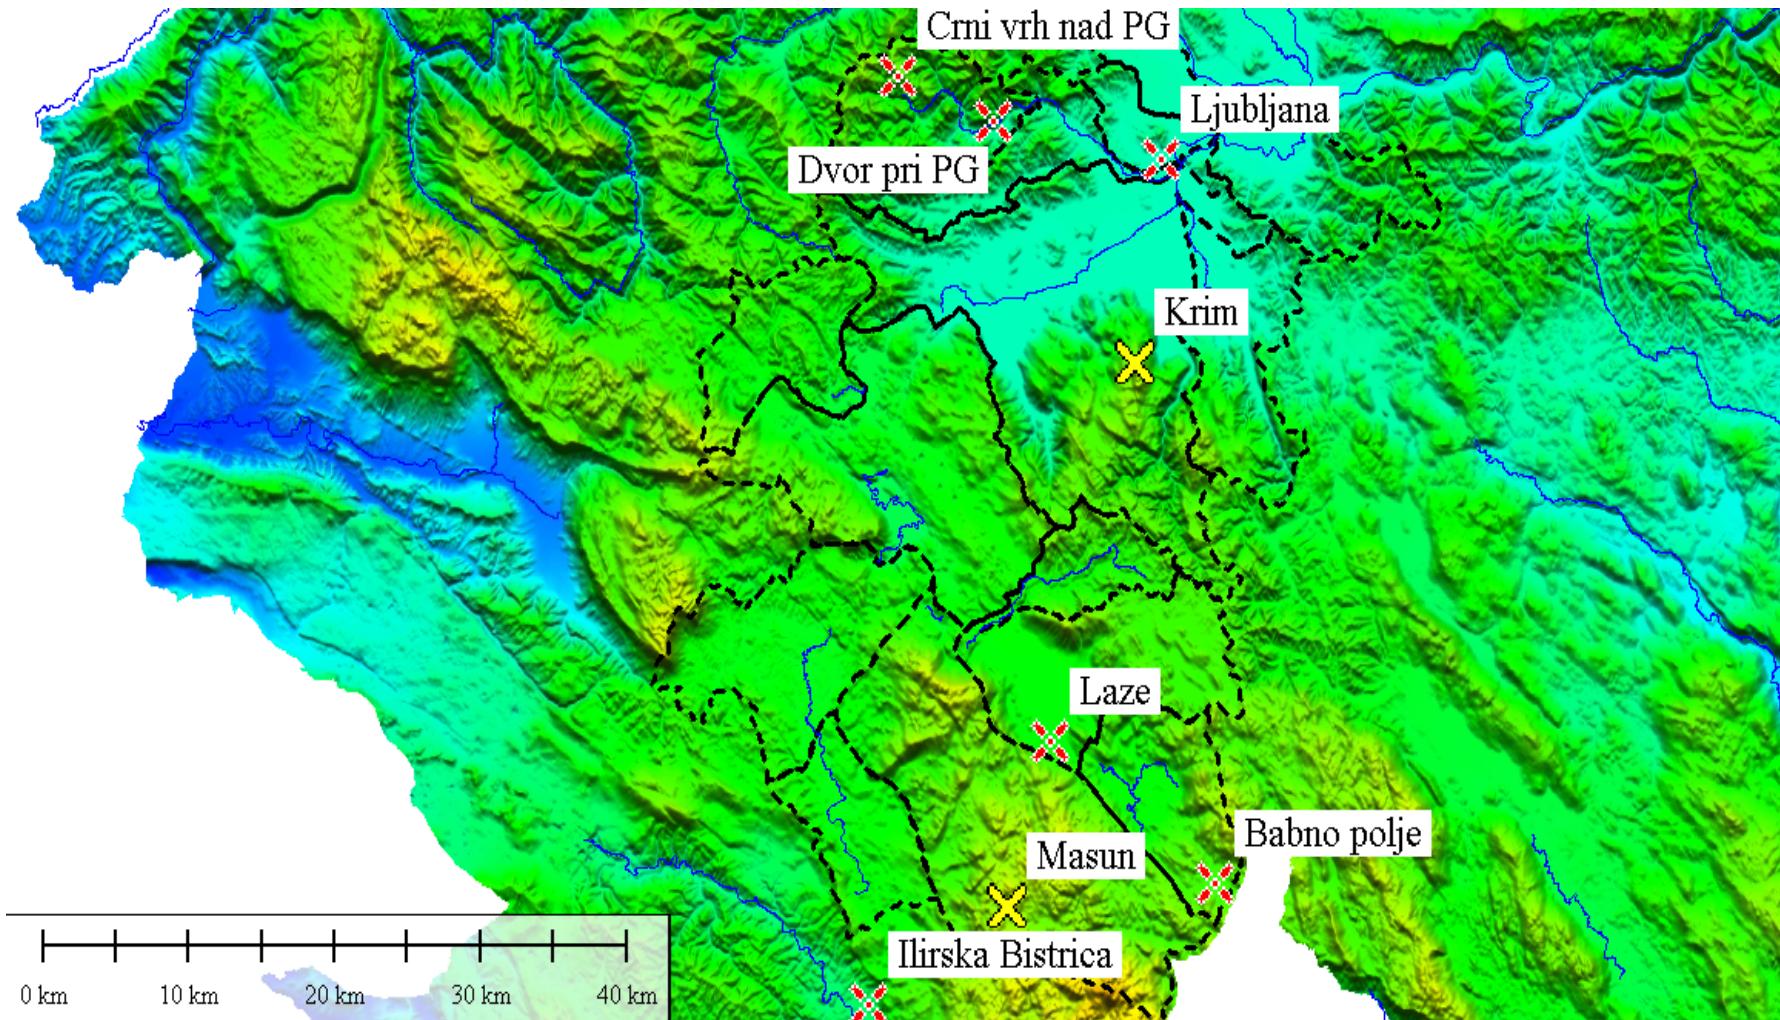 Crni vrh nad PG
Ljubljana
Dvor pri PG
Krim
Laze
Babno polje
Masun
Ilirska Bistrica
0 km 10 km 20 km 30 km 40 km